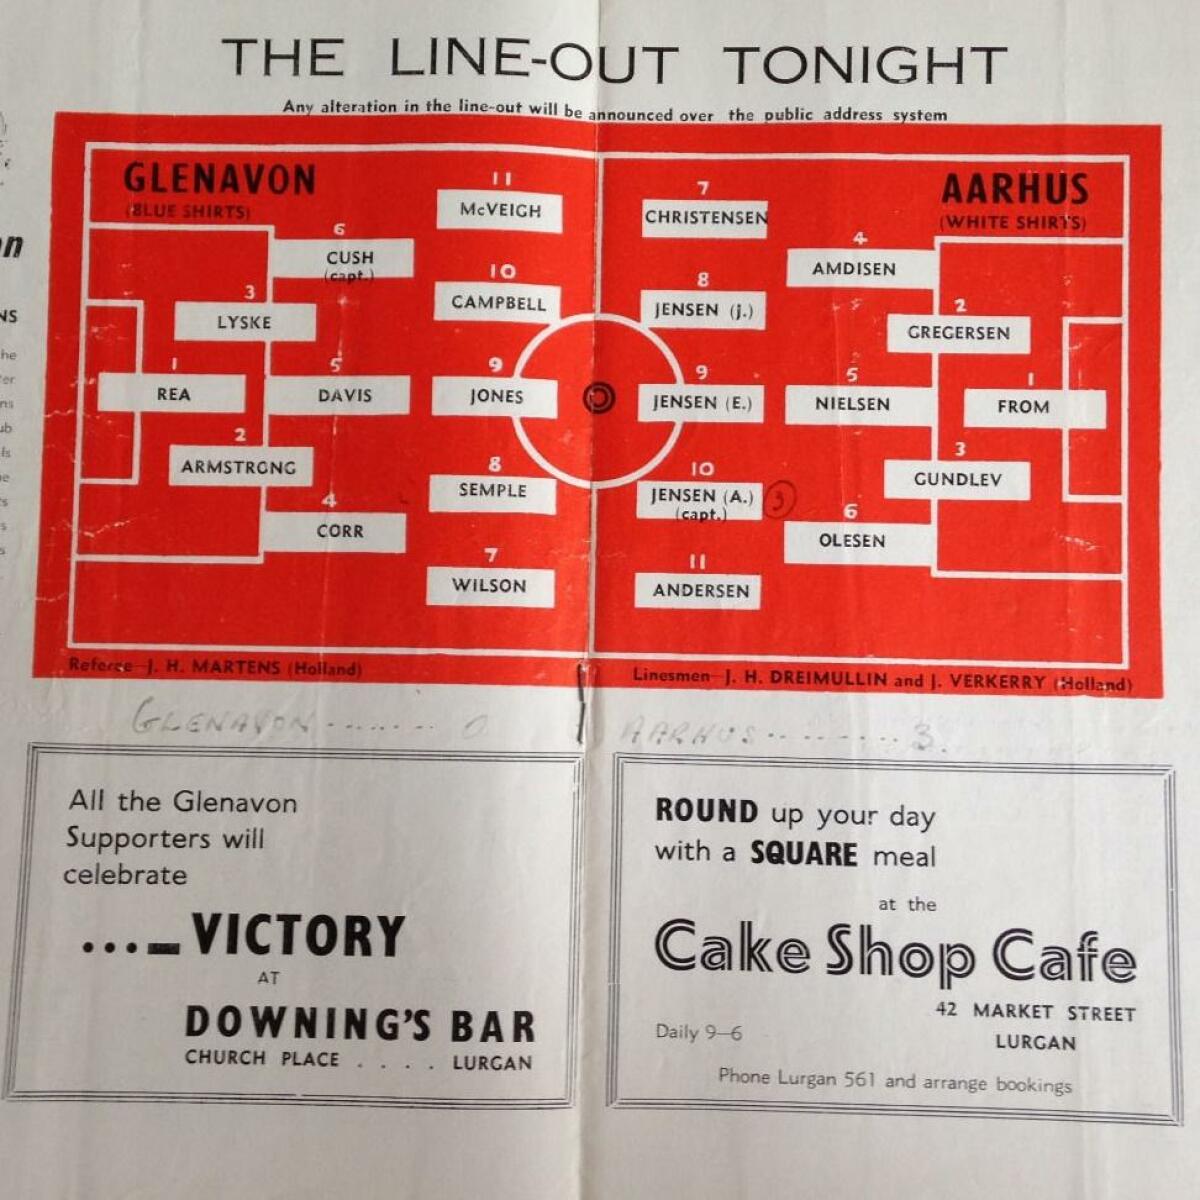 THE LINE-OUT TONIGHT
Any alteration in the line-out will be announced over the public address system
GLENAVON
(BLUE SHIRTS)
AARHUS
(WHITE SHIRTS)
11
McVEIGH
6
CUSH
(capt.)
10
CAMPBELL
3
LYSKE
1
REA
5
DAVIS
9
JONES
2
ARMSTRONG
8
SEMPLE
4
CORR
7
WILSON
7
CHRISTENSEN
4
AMDISEN
8
JENSEN (J.)
2
GREGERSEN
9
JENSEN (E.)
5
NIELSEN
1
FROM
3
GUNDLEV
10
JENSEN (A.)
(capt.)
3
6
OLESEN
11
ANDERSEN
Referee—J. H. MARTENS (Holland)
Linesmen—J. H. DREIMULLIN and J. VERKERRY (Holland)
GLENAVON ........ 0
AARHUS ......... 3.
All the Glenavon
Supporters will
celebrate
...– VICTORY
AT
DOWNING'S BAR
CHURCH PLACE . . . . LURGAN
ROUND up your day
with a SQUARE meal
at the
Cake Shop Cafe
42 MARKET STREET
Daily 9–6
LURGAN
Phone Lurgan 561 and arrange bookings